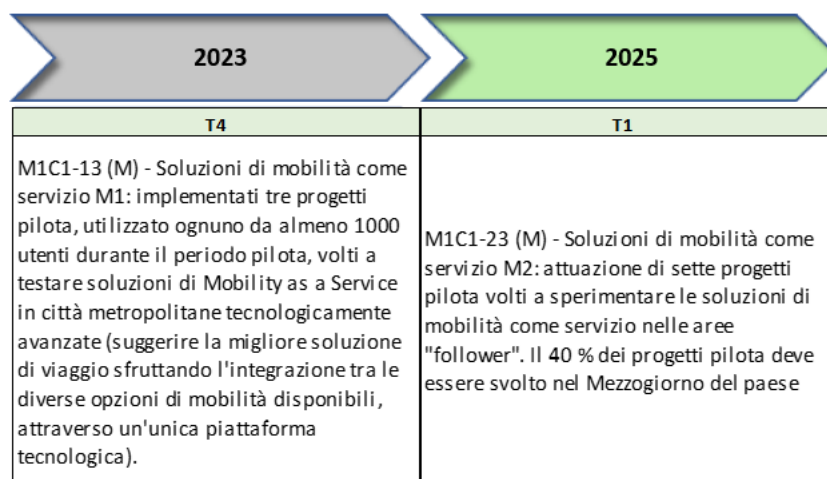 2023
2025
T4
T1
M1C1-13 (M) - Soluzioni di mobilità come
servizio M1: implementati tre progetti
pilota, utilizzato ognuno da almeno 1000
utenti durante il periodo pilota, volti a
testare soluzioni di Mobility as a Service
in città metropolitane tecnologicamente
avanzate (suggerire la migliore soluzione
di viaggio sfruttando l'integrazione tra le
diverse opzioni di mobilità disponibili,
attraverso un'unica piattaforma
tecnologica).
M1C1-23 (M) - Soluzioni di mobilità come
servizio M2: attuazione di sette progetti
pilota volti a sperimentare le soluzioni di
mobilità come servizio nelle aree
"follower". Il 40 % dei progetti pilota deve
essere svolto nel Mezzogiorno del paese